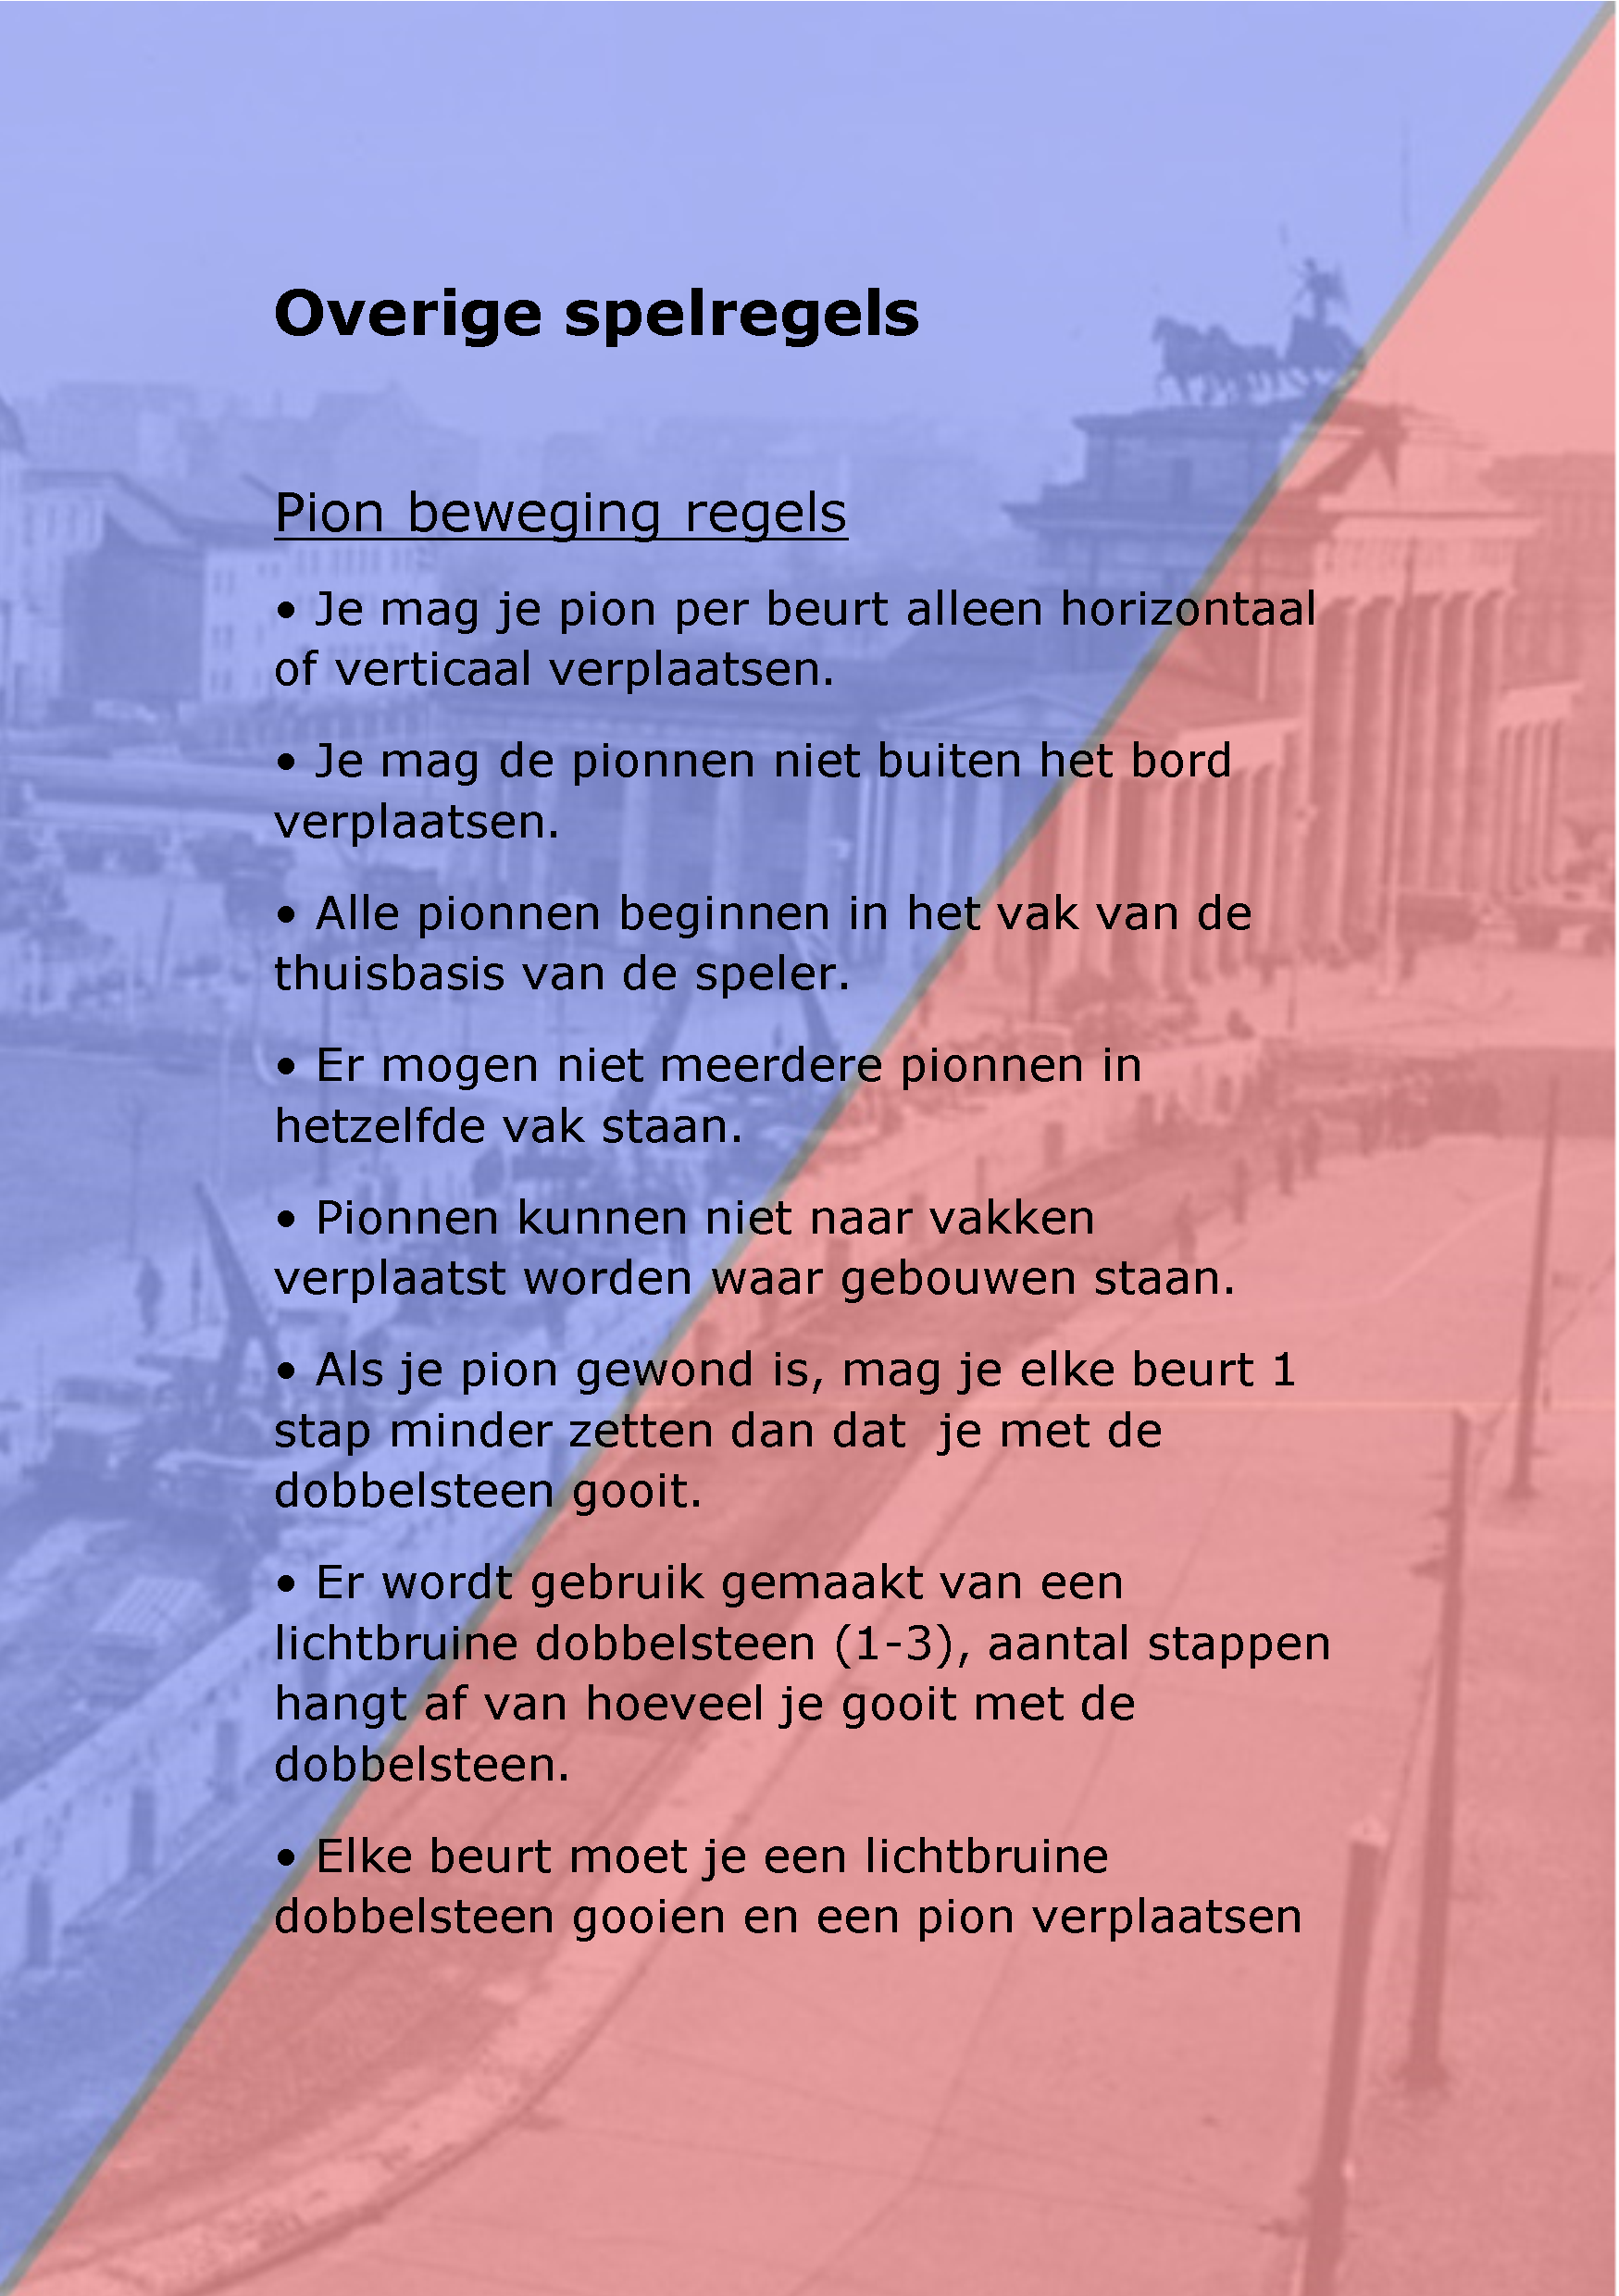 Overige spelregels
Pion beweging regels
• Je mag je pion per beurt alleen horizontaal
of verticaal verplaatsen.
• Je mag de pionnen niet buiten het bord
verplaatsen.
• Alle pionnen beginnen in het vak van de
thuisbasis van de speler.
• Er mogen niet meerdere pionnen in
hetzelfde vak staan.
• Pionnen kunnen niet naar vakken
verplaatst worden waar gebouwen staan.
• Als je pion gewond is, mag je elke beurt 1
stap minder zetten dan dat  je met de
dobbelsteen gooit.
• Er wordt gebruik gemaakt van een
lichtbruine dobbelsteen (1-3), aantal stappen
hangt af van hoeveel je gooit met de
dobbelsteen.
• Elke beurt moet je een lichtbruine
dobbelsteen gooien en een pion verplaatsen